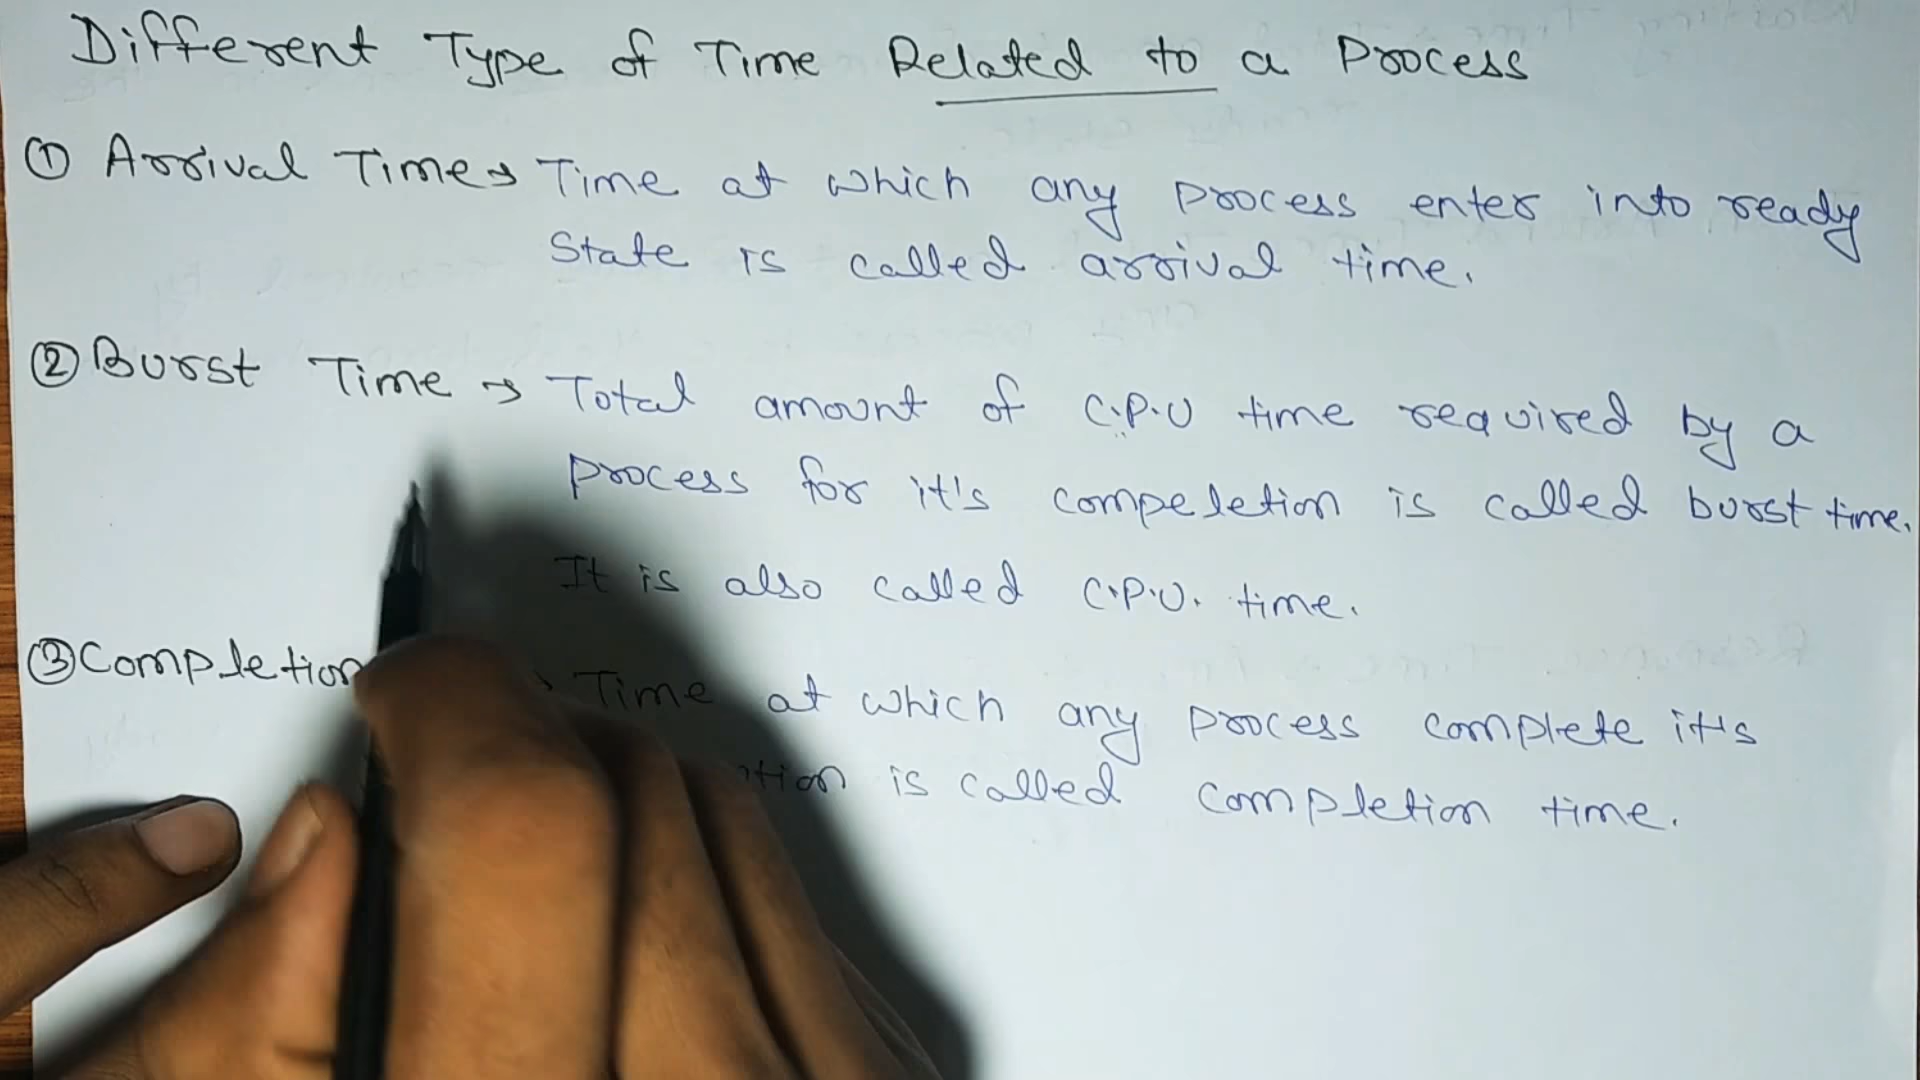 Different Type of Time Related to a Process
① Arrival Time → Time at which any process enter into ready
State is called arrival time.
② Burst Time → Total amount of C.P.U time required by a
process for it's compeletion is called burst time.
It is also called C.P.U. time.
③ Completion → Time at which any process complete it's
is called completion time.